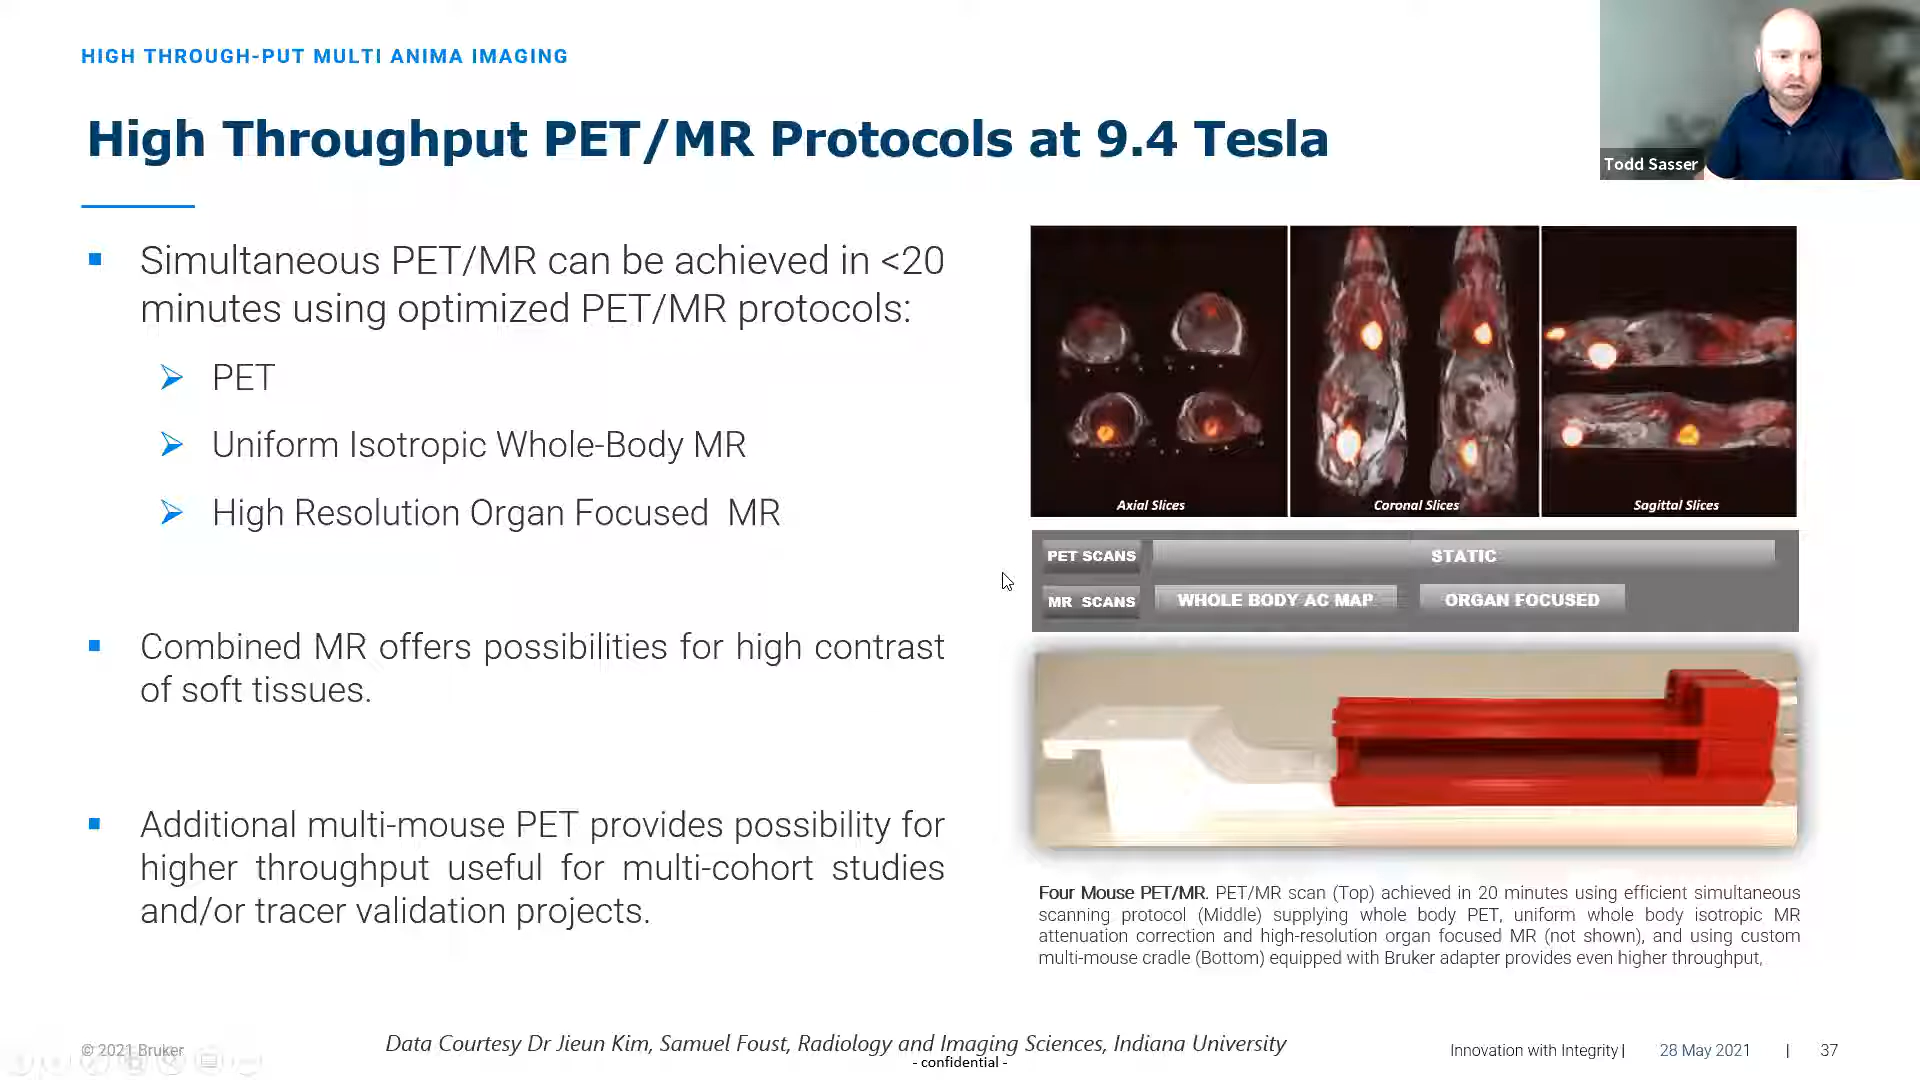 HIGH THROUGH-PUT MULTI ANIMA IMAGING
High Throughput PET/MR Protocols at 9.4 Tesla
Todd Sasser
Simultaneous PET/MR can be achieved in <20
minutes using optimized PET/MR protocols:
PET
Uniform Isotropic Whole-Body MR
High Resolution Organ Focused MR
Combined MR offers possibilities for high contrast
of soft tissues.
Additional multi-mouse PET provides possibility for
higher throughput useful for multi-cohort studies
and/or tracer validation projects.
Axial Slices
Coronal Slices
Sagittal Slices
PET SCANS
STATIC
MR SCANS
WHOLE BODY AC MAP
ORGAN FOCUSED
Four Mouse PET/MR. PET/MR scan (Top) achieved in 20 minutes using efficient simultaneous
scanning protocol (Middle) supplying whole body PET, uniform whole body isotropic MR
attenuation correction and high-resolution organ focused MR (not shown), and using custom
multi-mouse cradle (Bottom) equipped with Bruker adapter provides even higher throughput,
© 2021 Bruker
Data Courtesy Dr Jieun Kim, Samuel Foust, Radiology and Imaging Sciences, Indiana University
- confidential -
Innovation with Integrity | 28 May 2021 | 37